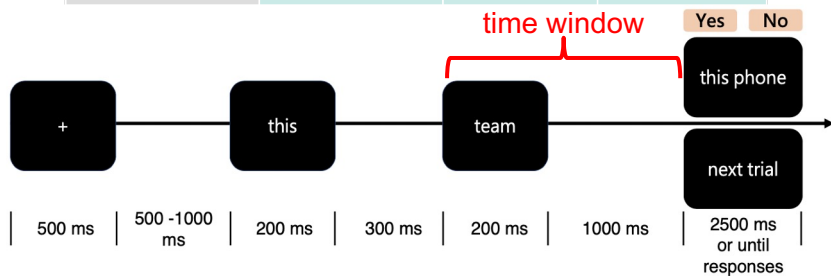 time window
Yes No
this phone
+
this
team
next trial
500 ms
500 -1000
ms
200 ms
300 ms
200 ms
1000 ms
2500 ms
or until
responses